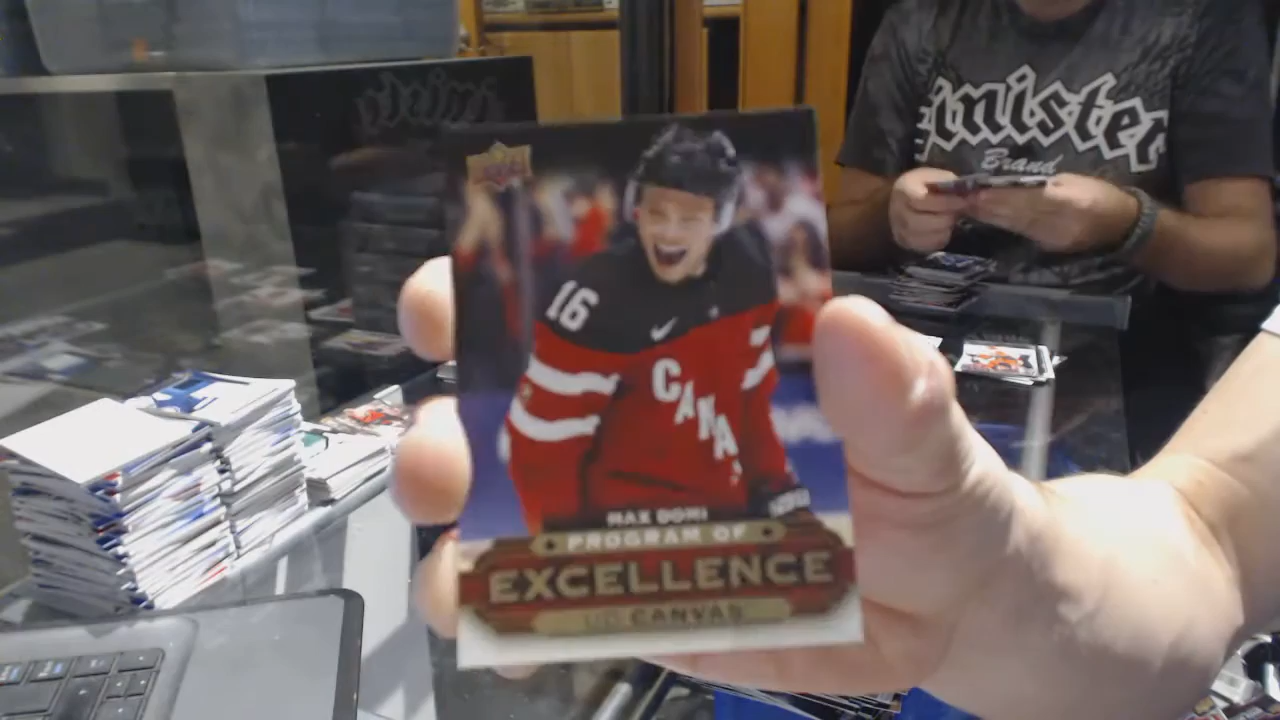 Sinister
Brand
16
CANADA
MAX DOMI
PROGRAM OF
EXCELLENCE
UD CANVAS